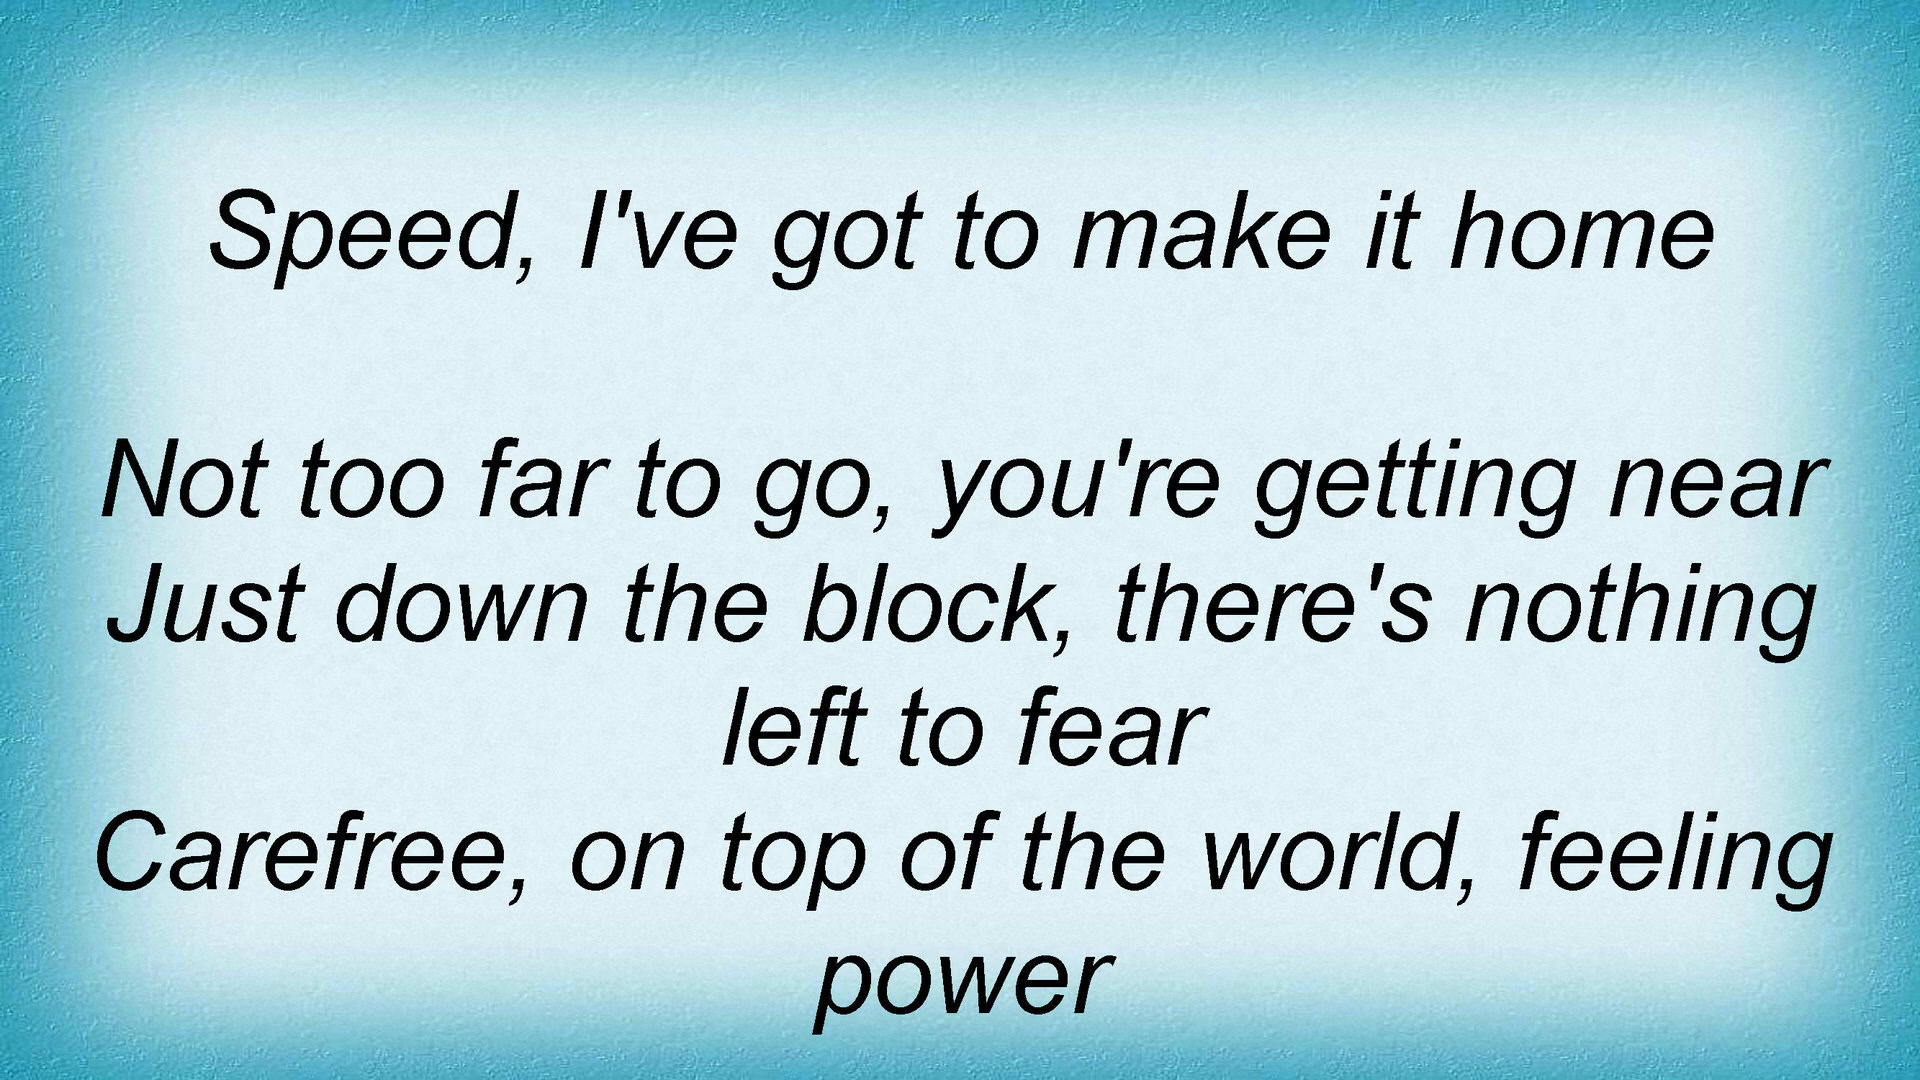 Speed, I've got to make it home
Not too far to go, you're getting near
Just down the block, there's nothing
left to fear
Carefree, on top of the world, feeling
power